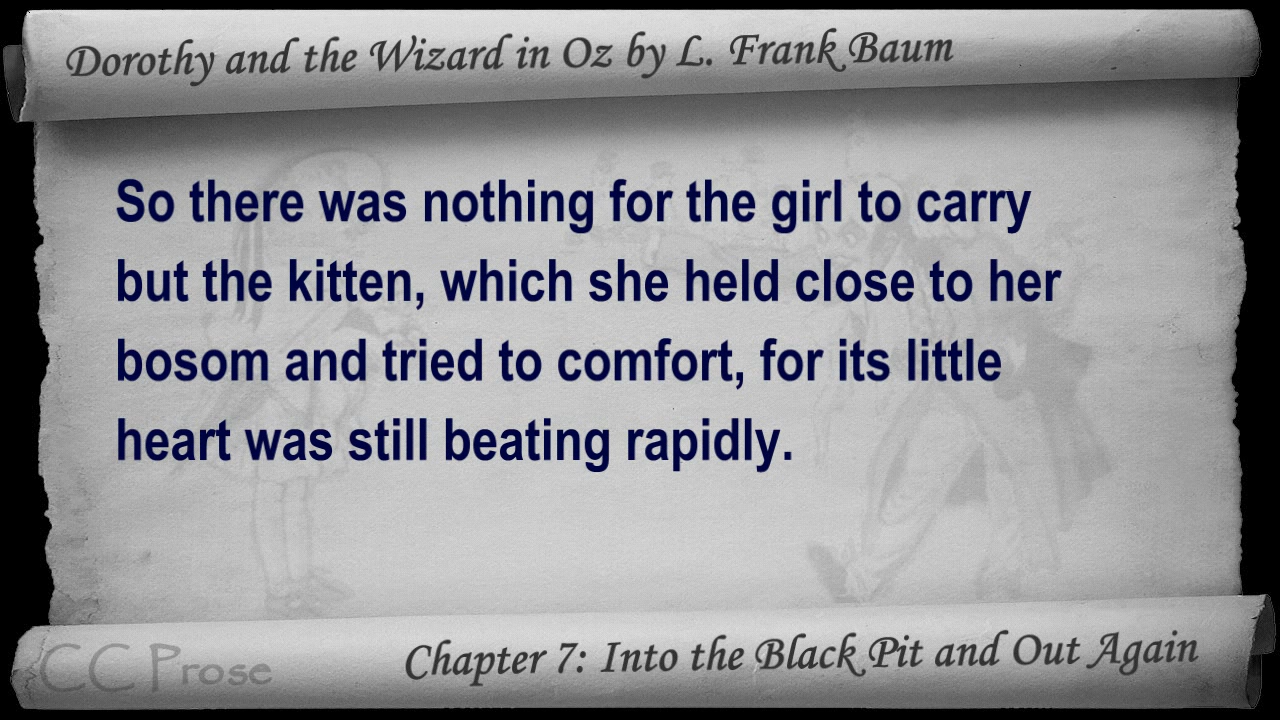 Dorothy and the Wizard in Oz by L. Frank Baum
So there was nothing for the girl to carry
but the kitten, which she held close to her
bosom and tried to comfort, for its little
heart was still beating rapidly.
CC Prose
Chapter 7: Into the Black Pit and Out Again